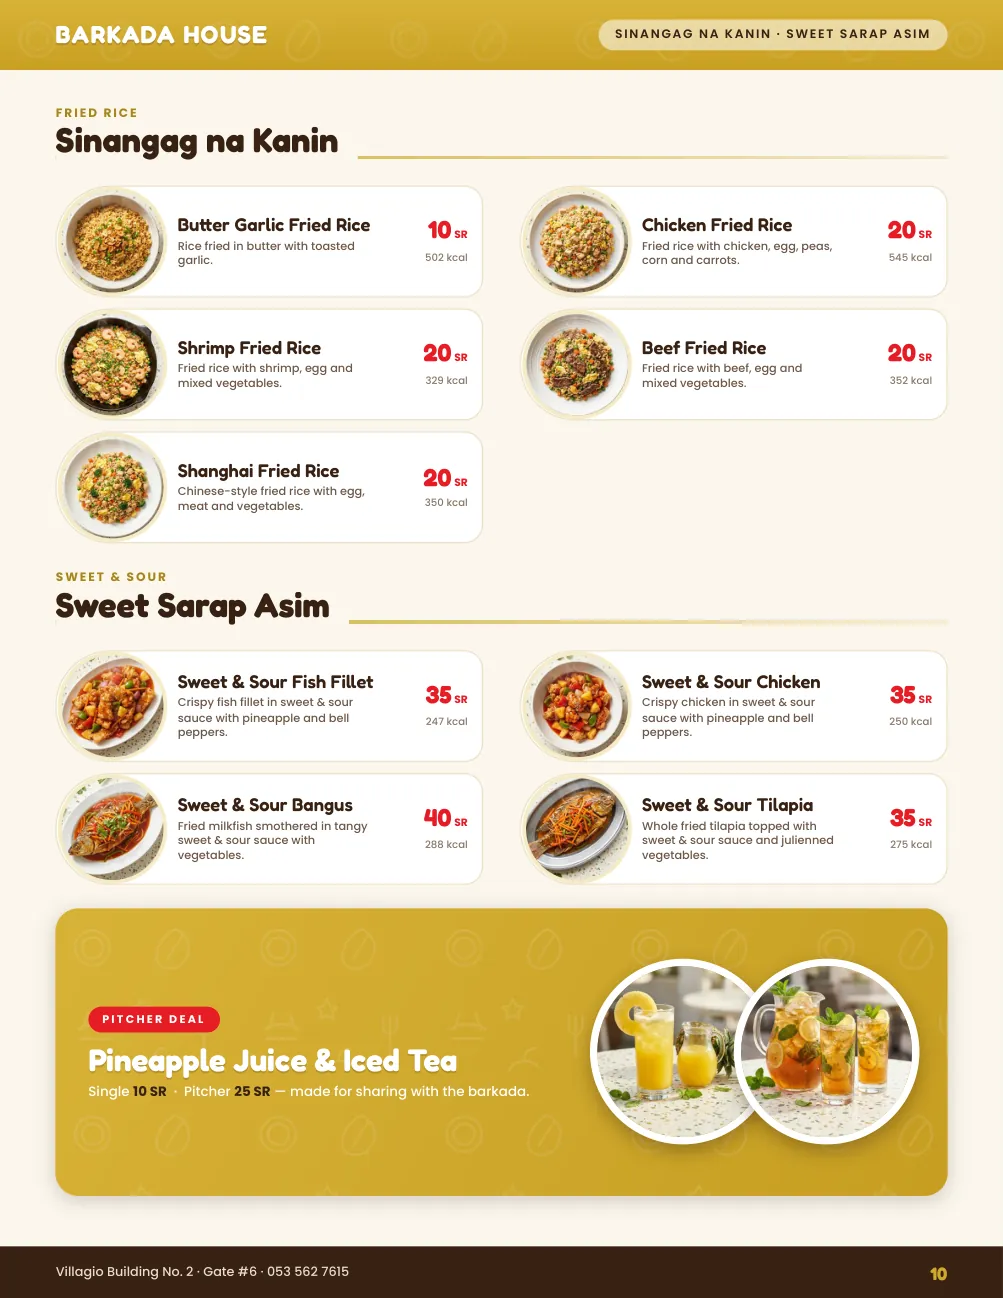 BARKADA HOUSE
SINANGAG NA KANIN · SWEET SARAP ASIM
FRIED RICE
Sinangag na Kanin
Butter Garlic Fried Rice
Rice fried in butter with toasted
garlic.
10 SR
502 kcal
Chicken Fried Rice
Fried rice with chicken, egg, peas,
corn and carrots.
20 SR
545 kcal
Shrimp Fried Rice
Fried rice with shrimp, egg and
mixed vegetables.
20 SR
329 kcal
Beef Fried Rice
Fried rice with beef, egg and
mixed vegetables.
20 SR
352 kcal
Shanghai Fried Rice
Chinese-style fried rice with egg,
meat and vegetables.
20 SR
350 kcal
SWEET & SOUR
Sweet Sarap Asim
Sweet & Sour Fish Fillet
Crispy fish fillet in sweet & sour
sauce with pineapple and bell
peppers.
35 SR
247 kcal
Sweet & Sour Chicken
Crispy chicken in sweet & sour
sauce with pineapple and bell
peppers.
35 SR
250 kcal
Sweet & Sour Bangus
Fried milkfish smothered in tangy
sweet & sour sauce with
vegetables.
40 SR
288 kcal
Sweet & Sour Tilapia
Whole fried tilapia topped with
sweet & sour sauce and julienned
vegetables.
35 SR
275 kcal
PITCHER DEAL
Pineapple Juice & Iced Tea
Single 10 SR · Pitcher 25 SR — made for sharing with the barkada.
Villagio Building No. 2 · Gate #6 · 053 562 7615
10